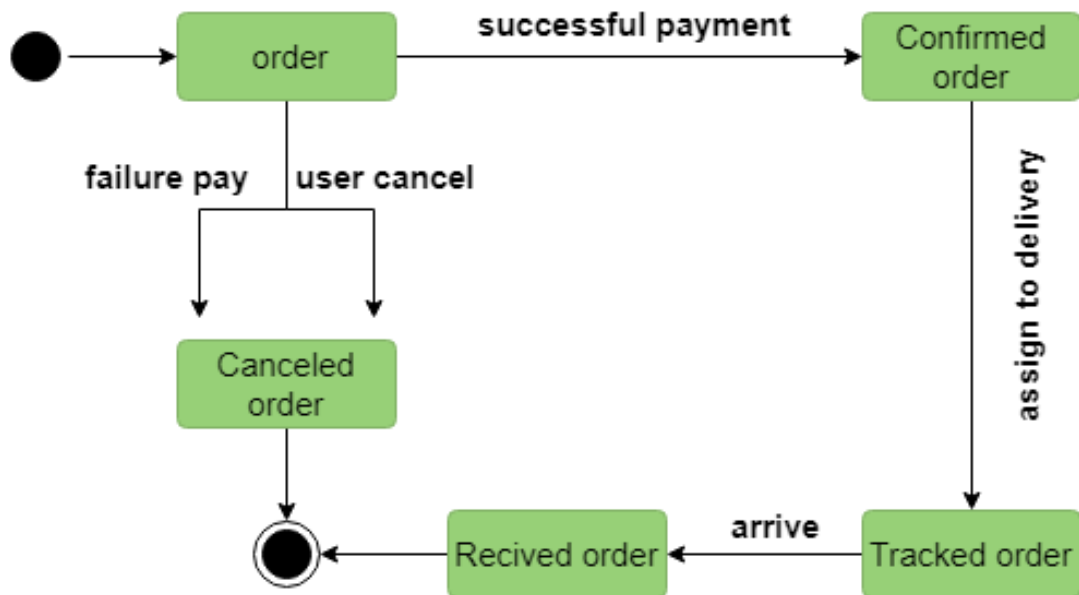 order
successful payment
Confirmed
order
failure pay
user cancel
assign to delivery
Canceled
order
Recived order
arrive
Tracked order